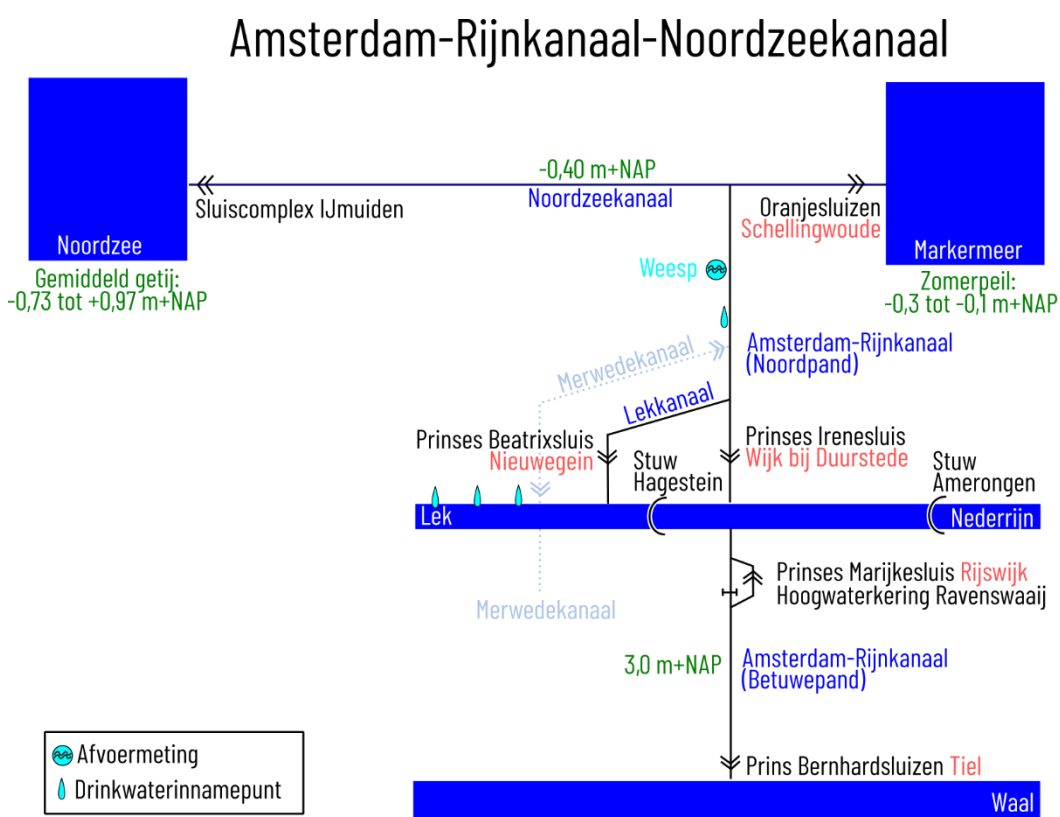 Amsterdam-Rijnkanaal-Noordzeekanaal
-0,40 m+NAP
Noordzeekanaal
Sluiscomplex IJmuiden
Oranjesluizen
Schellingwoude
Noordzee
Markermeer
Gemiddeld getij:
-0,73 tot +0,97 m+NAP
Weesp
Zomerpeil:
-0,3 tot -0,1 m+NAP
Merwedekanaal
Amsterdam-Rijnkanaal
(Noordpand)
Lekkanaal
Prinses Beatrixsluis
Nieuwegein
Stuw
Hagestein
Prinses Irenesluis
Wijk bij Duurstede
Stuw
Amerongen
Lek
Nederrijn
Prinses Marijkesluis Rijswijk
Hoogwaterkering Ravenswaaij
Merwedekanaal
3,0 m+NAP
Amsterdam-Rijnkanaal
(Betuwepand)
Afvoermeting
Drinkwaterinnamepunt
Prins Bernhardsluizen Tiel
Waal